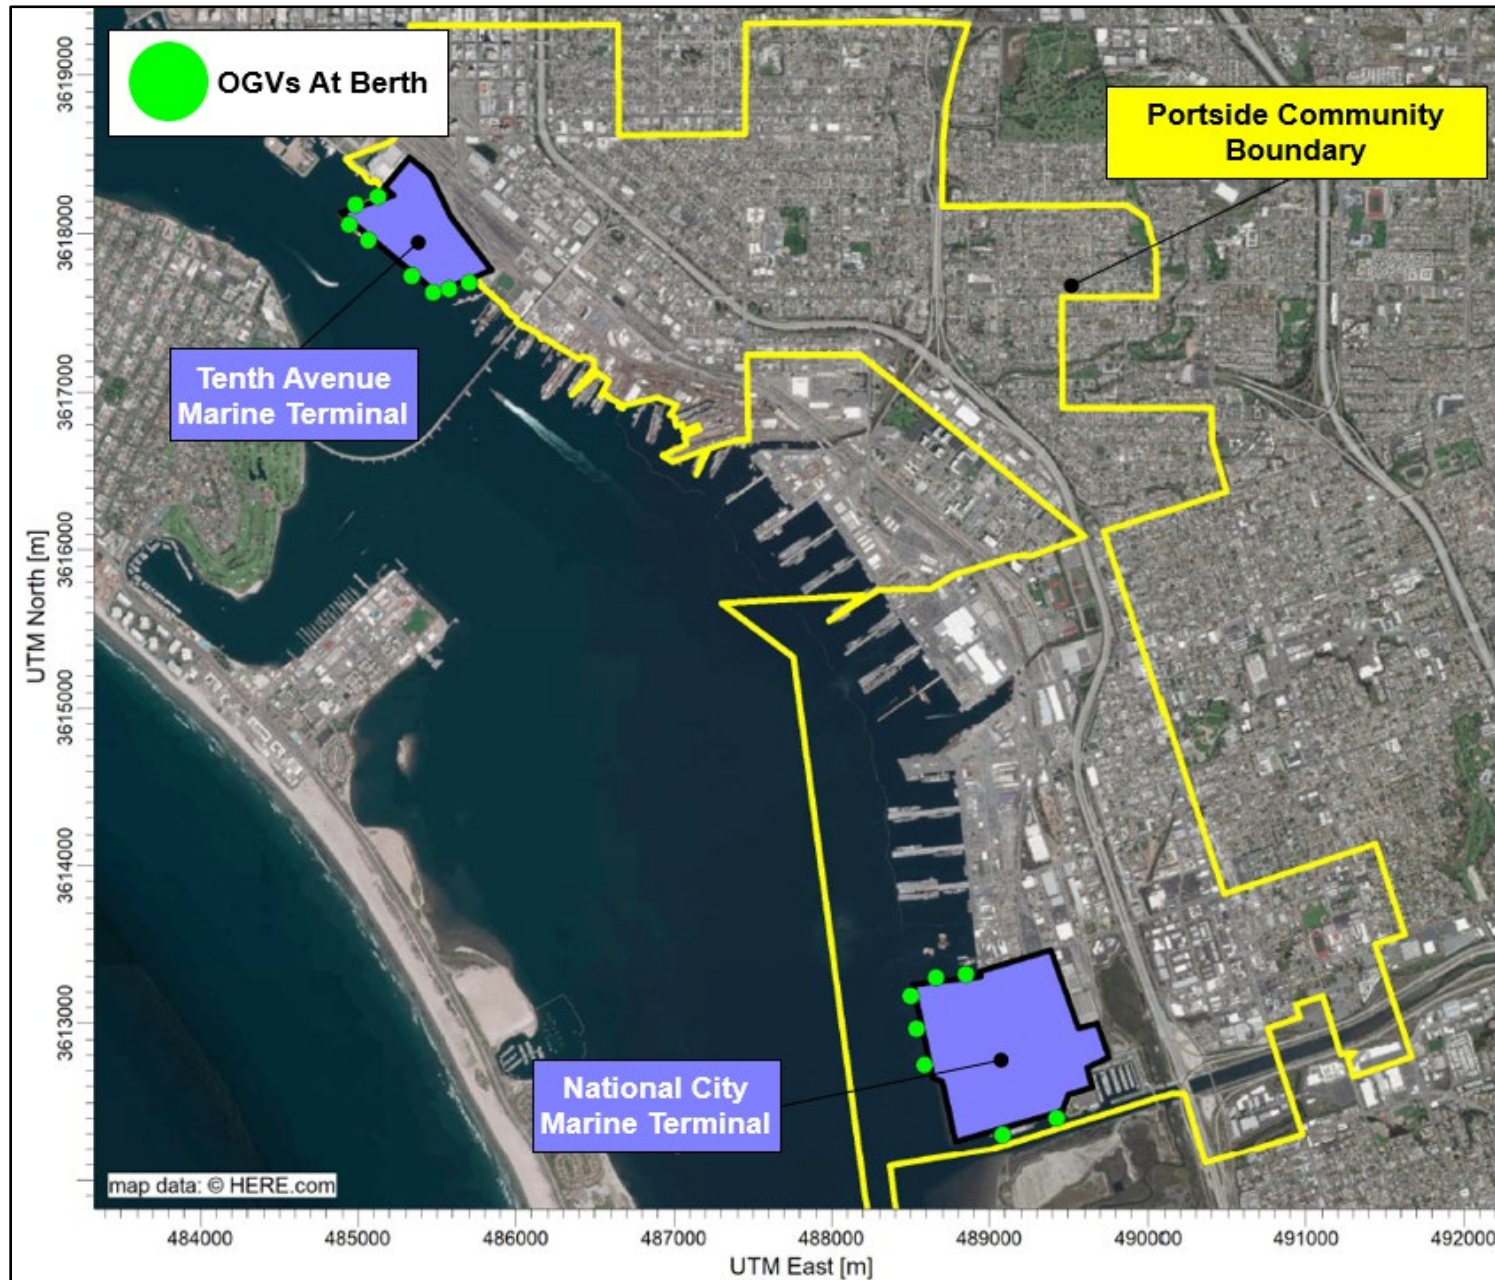 OGVs At Berth
Portside Community
Boundary
Tenth Avenue
Marine Terminal
National City
Marine Terminal
map data: © HERE.com
UTM North [m]
3619000
3618000
3617000
3616000
3615000
3614000
3613000
484000
485000
486000
487000
488000
489000
490000
491000
492000
UTM East [m]